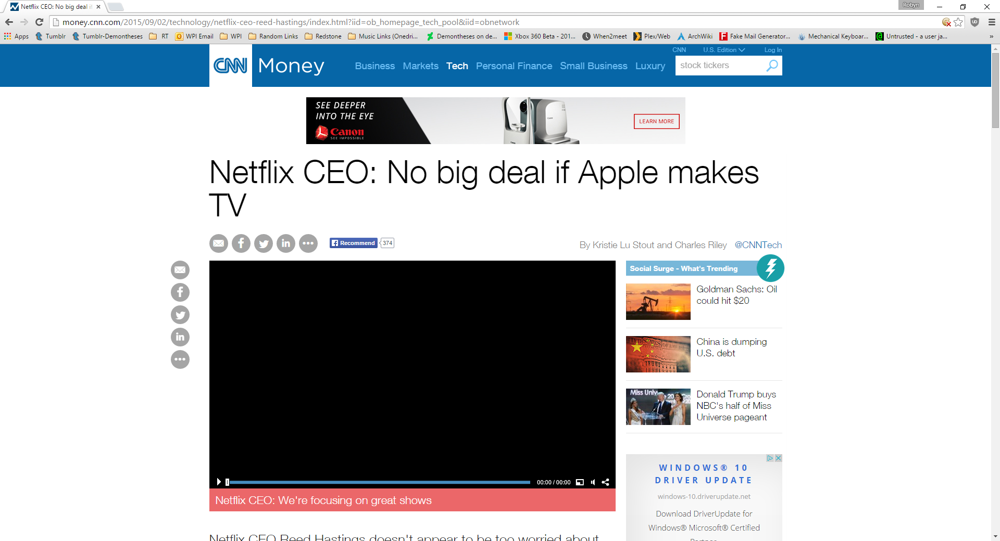 Netflix CEO: No big deal if
Robyn
money.cnn.com/2015/09/02/technology/netflix-ceo-reed-hastings/index.html?iid=ob_homepage_tech_pool&iid=obnetwork
Apps Tumblr Tumblr-Demontheses RT WPI Email WPI Random Links Redstone Music Links (Onedri... Demontheses on de... Xbox 360 Beta - 201... When2meet Plex/Web ArchWiki Fake Mail Generator... Mechanical Keyboar... Untrusted - a user ja... »
CNN U.S. Edition Log In
CNN Money Business Markets Tech Personal Finance Small Business Luxury stock tickers
SEE DEEPER
INTO THE EYE
Canon
SEE IMPOSSIBLE
LEARN MORE
Netflix CEO: No big deal if Apple makes
TV
Recommend 374
By Kristie Lu Stout and Charles Riley @CNNTech
Social Surge - What's Trending
Goldman Sachs: Oil
could hit $20
China is dumping
U.S. debt
Miss Univ
Donald Trump buys
NBC's half of Miss
Universe pageant
00:00 / 00:00
Netflix CEO: We're focusing on great shows
WINDOWS® 10
DRIVER UPDATE
windows-10.driverupdate.net
Download DriverUpdate for
Windows® Microsoft® Certified
Partner
Netflix CEO Reed Hastings doesn't appear to be too worried about